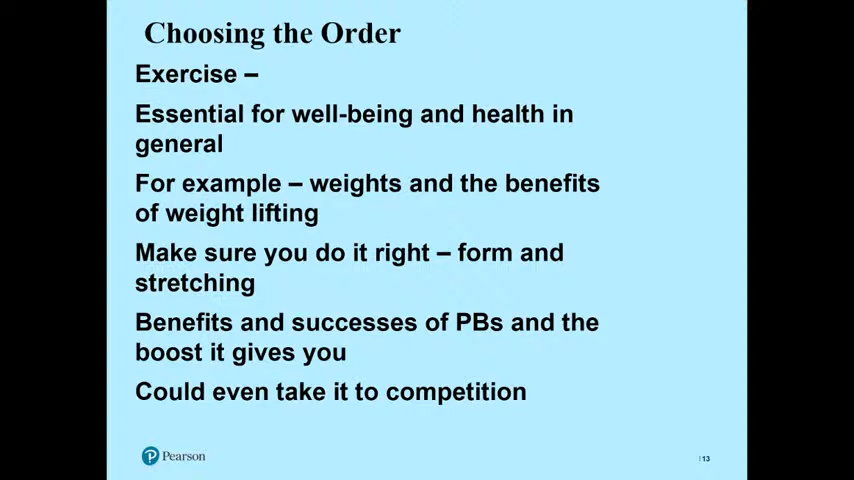 Choosing the Order
Exercise –
Essential for well-being and health in
general
For example – weights and the benefits
of weight lifting
Make sure you do it right – form and
stretching
Benefits and successes of PBs and the
boost it gives you
Could even take it to competition
Pearson
| 13